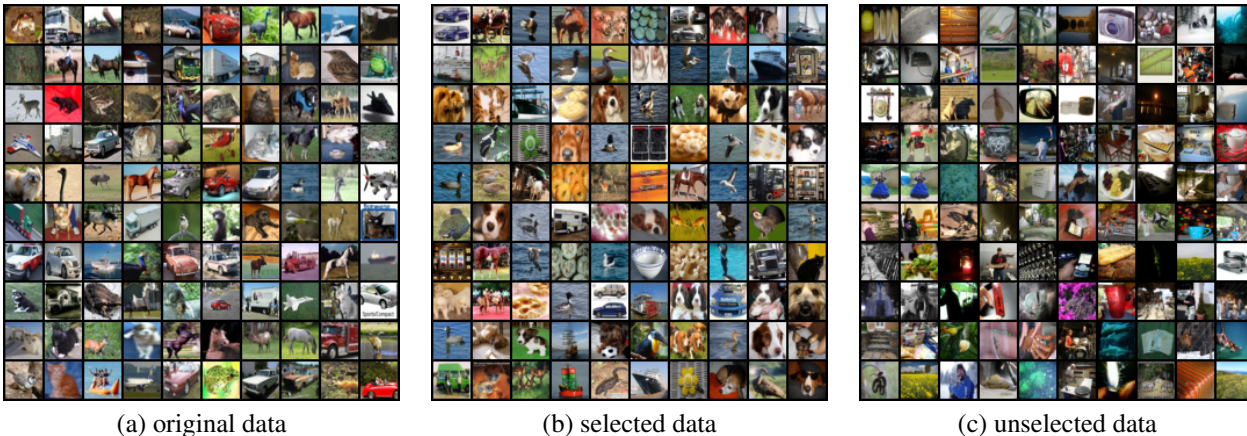 (a) original data
(b) selected data
(c) unselected data